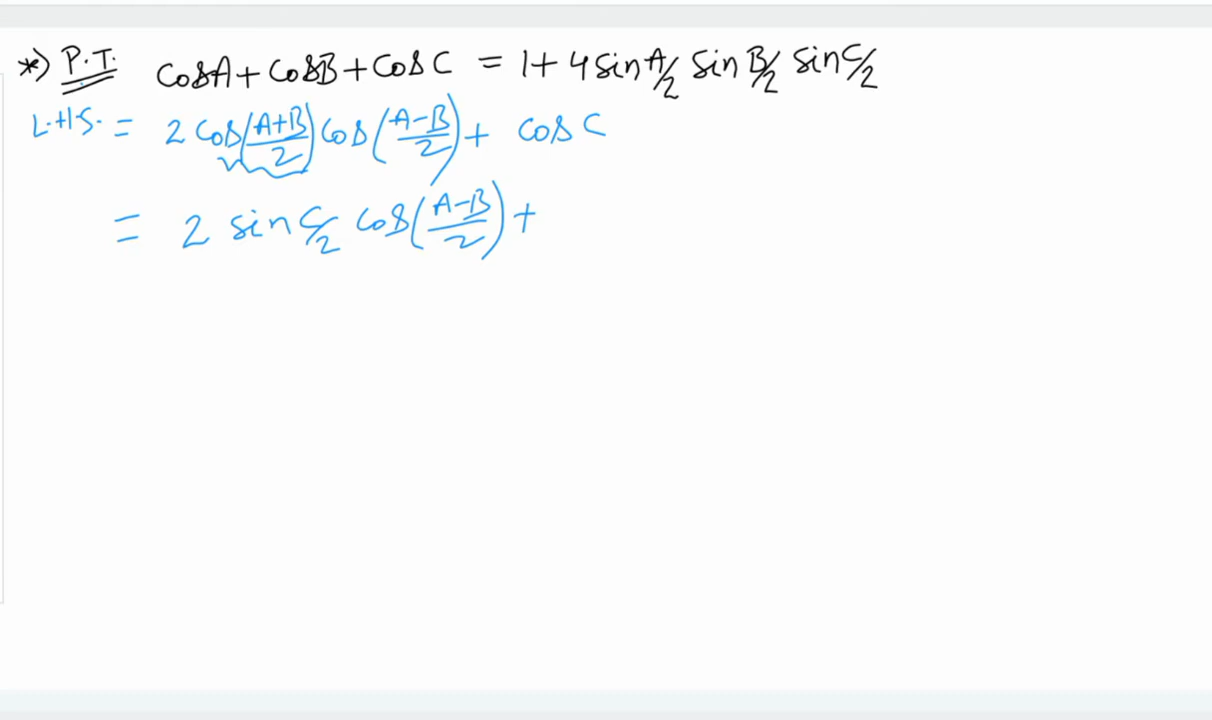 *) P.T. cosA + cosB + cosC = 1 + 4 sin A/2 sin B/2 sin C/2
L.H.S. = 2 cos(A+B/2) cos(A-B/2) + cos C
= 2 sin C/2 cos(A-B/2) +